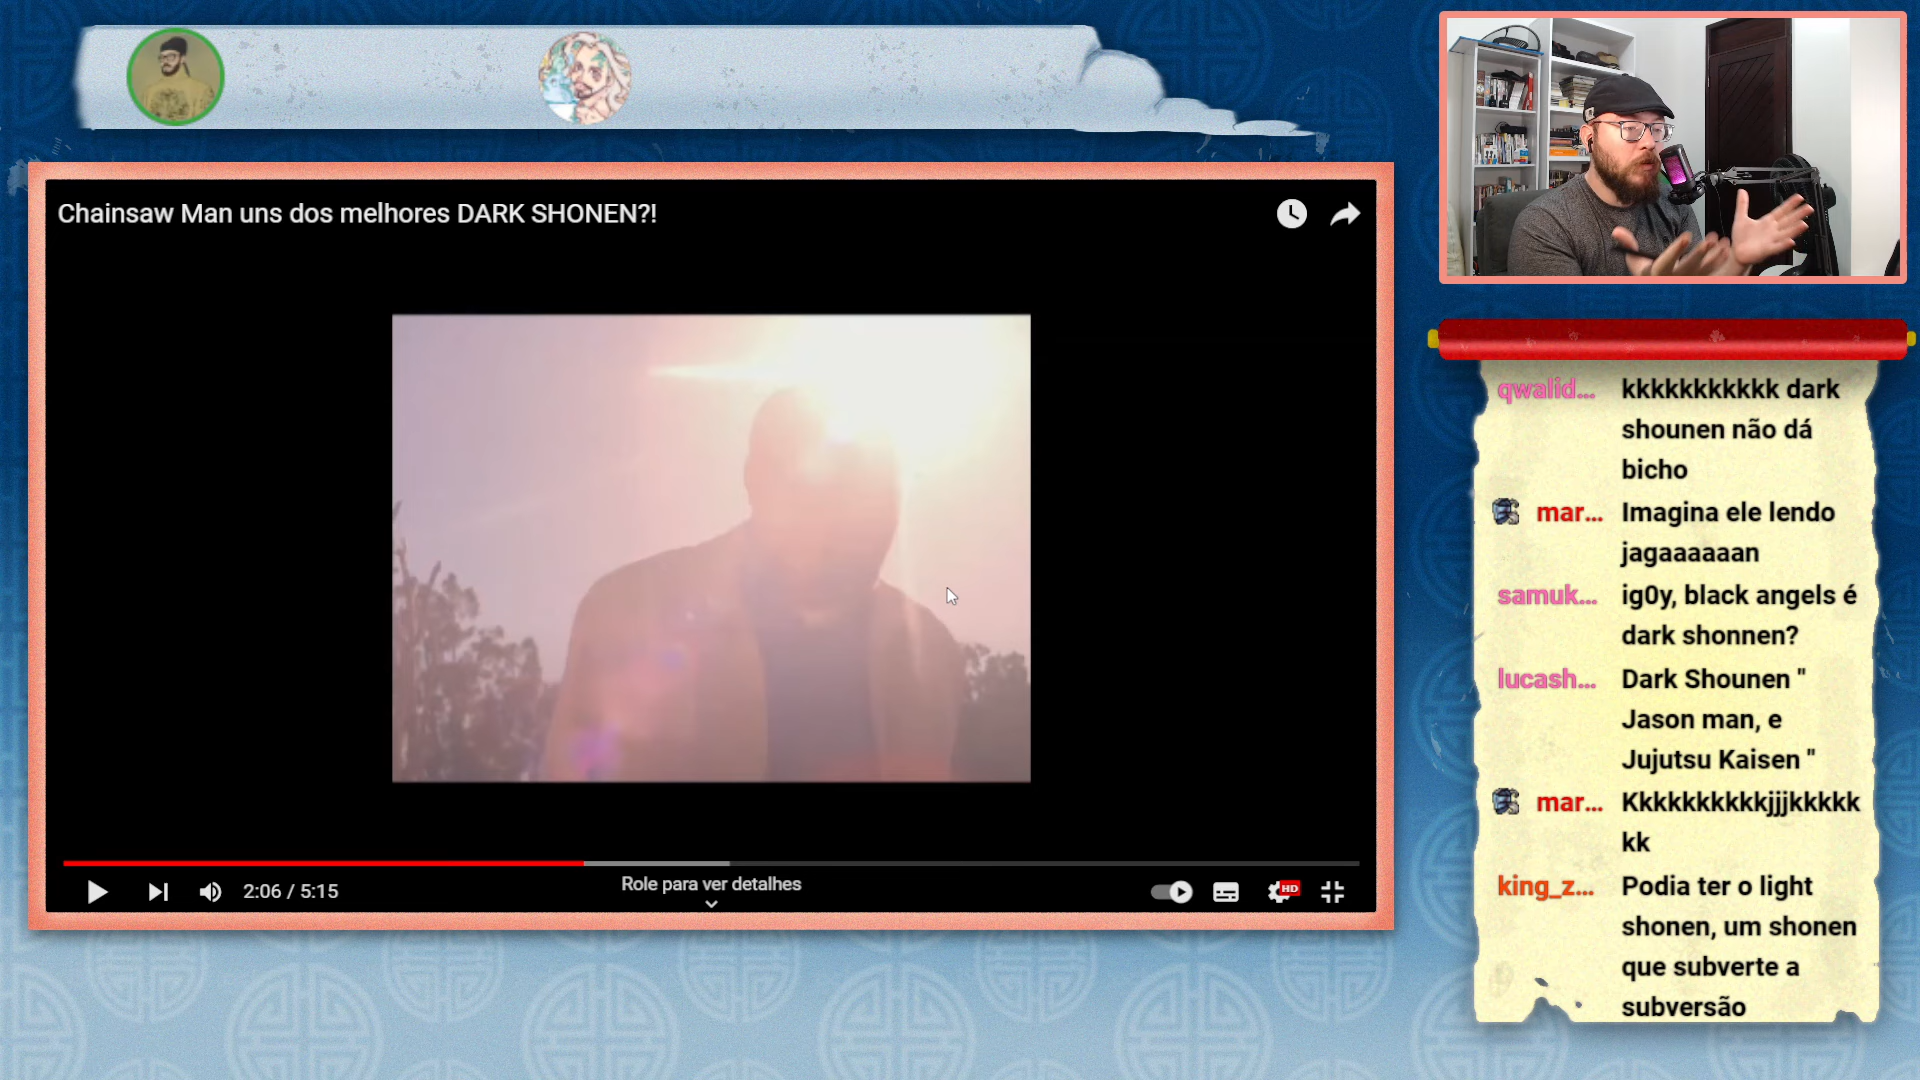 Chainsaw Man uns dos melhores DARK SHONEN?!
2:06 / 5:15
Role para ver detalhes
HD
qwalid... kkkkkkkkkkk dark
shounen não dá
bicho
mar... Imagina ele lendo
jagaaaaaan
samuk... ig0y, black angels é
dark shonnen?
lucash... Dark Shounen "
Jason man, e
Jujutsu Kaisen "
mar... Kkkkkkkkkkjjjkkkkk
kk
king_z... Podia ter o light
shonen, um shonen
que subverte a
subversão